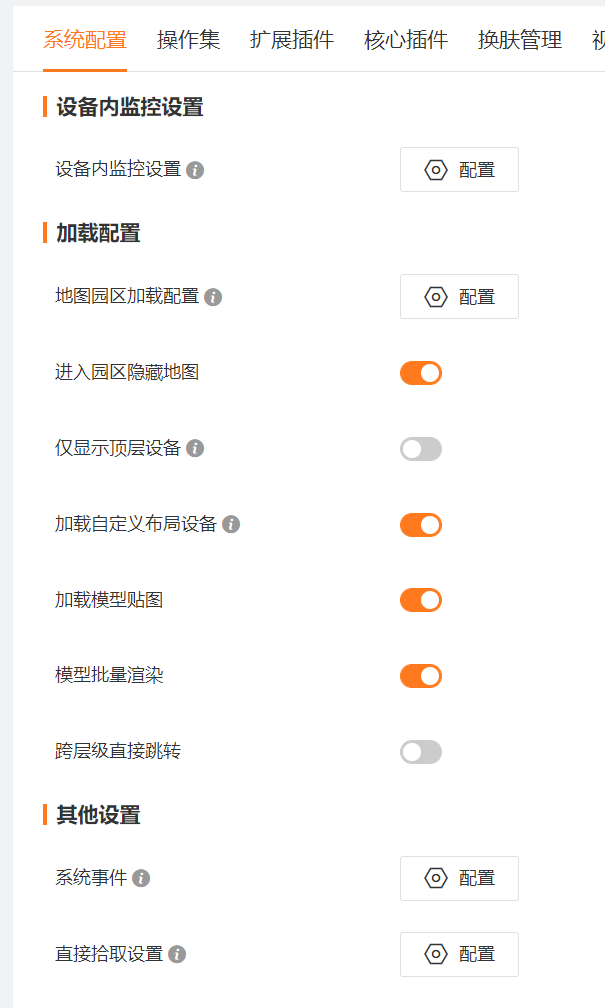 系统配置 操作集 扩展插件 核心插件 换肤管理
设备内监控设置
设备内监控设置 配置
加载配置
地图园区加载配置 配置
进入园区隐藏地图
仅显示顶层设备
加载自定义布局设备
加载模型贴图
模型批量渲染
跨层级直接跳转
其他设置
系统事件 配置
直接拾取设置 配置